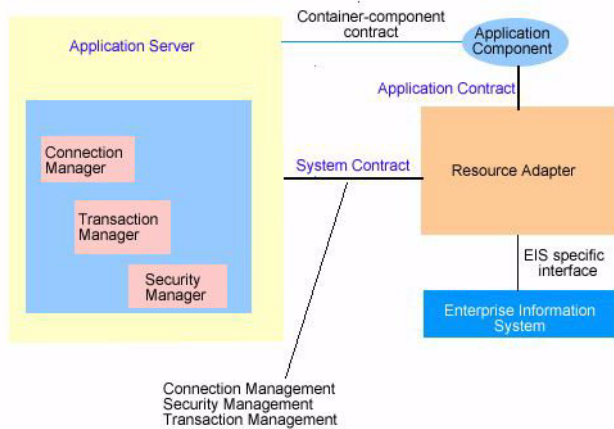 Container-component
contract
Application Server
Application
Component
Application Contract
Connection
Manager
System Contract
Resource Adapter
Transaction
Manager
EIS specific
interface
Security
Manager
Enterprise Information
System
Connection Management
Security Management
Transaction Management